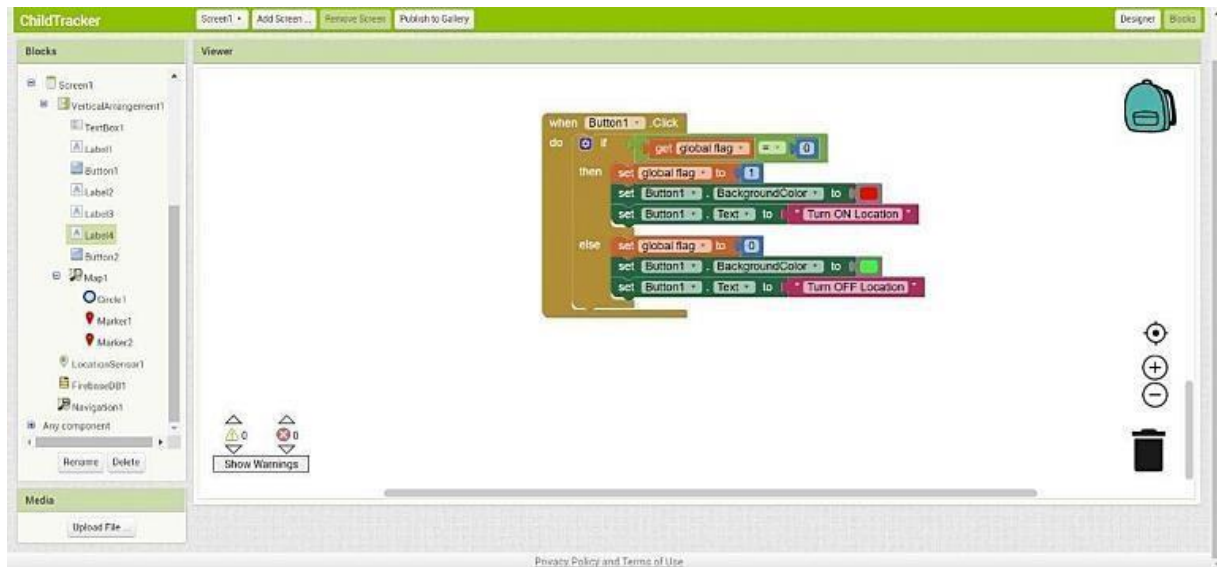 ChildTracker
Screen1 Add Screen ... Remove Screen Publish to Gallery Designer Blocks
Blocks
Viewer
Screen1
VerticalArrangement1
TextBox1
Label1
Button1
Label2
Label3
Label4
Button2
Map1
Circle1
Marker1
Marker2
LocationSensor1
FirebaseDB1
Navigation1
Any component
Rename Delete
Media
Upload File ...
when Button1 .Click
do if get global flag = 0
then set global flag to 1
set Button1 . BackgroundColor to
set Button1 . Text to " Turn ON Location "
else set global flag to 0
set Button1 . BackgroundColor to
set Button1 . Text to " Turn OFF Location "
0 0
Show Warnings
Privacy Policy and Terms of Use